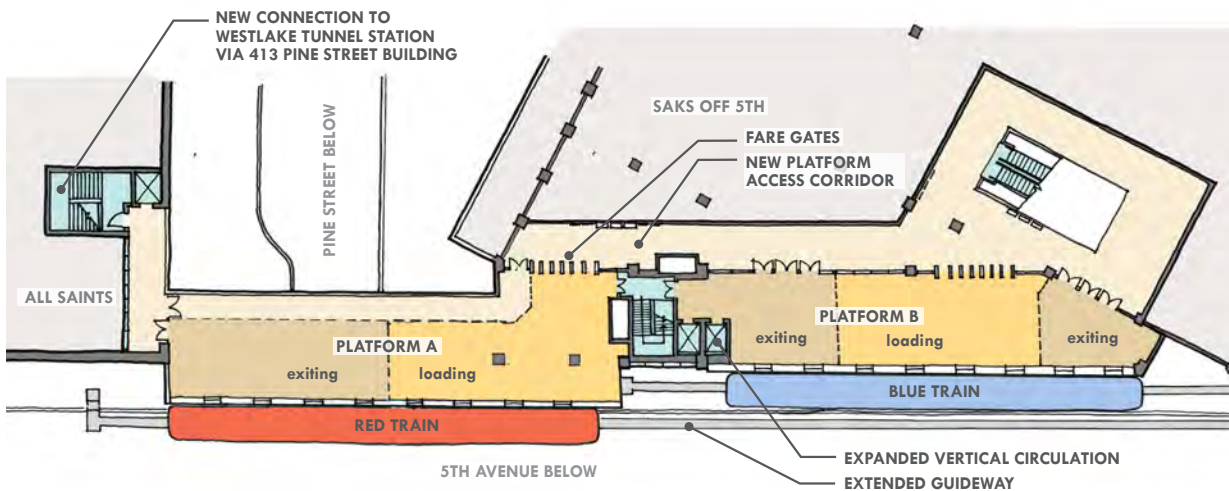 NEW CONNECTION TO
WESTLAKE TUNNEL STATION
VIA 413 PINE STREET BUILDING
PINE STREET BELOW
SAKS OFF 5TH
FARE GATES
NEW PLATFORM
ACCESS CORRIDOR
ALL SAINTS
PLATFORM A
exiting
loading
PLATFORM B
exiting
loading
exiting
RED TRAIN
BLUE TRAIN
5TH AVENUE BELOW
EXPANDED VERTICAL CIRCULATION
EXTENDED GUIDEWAY